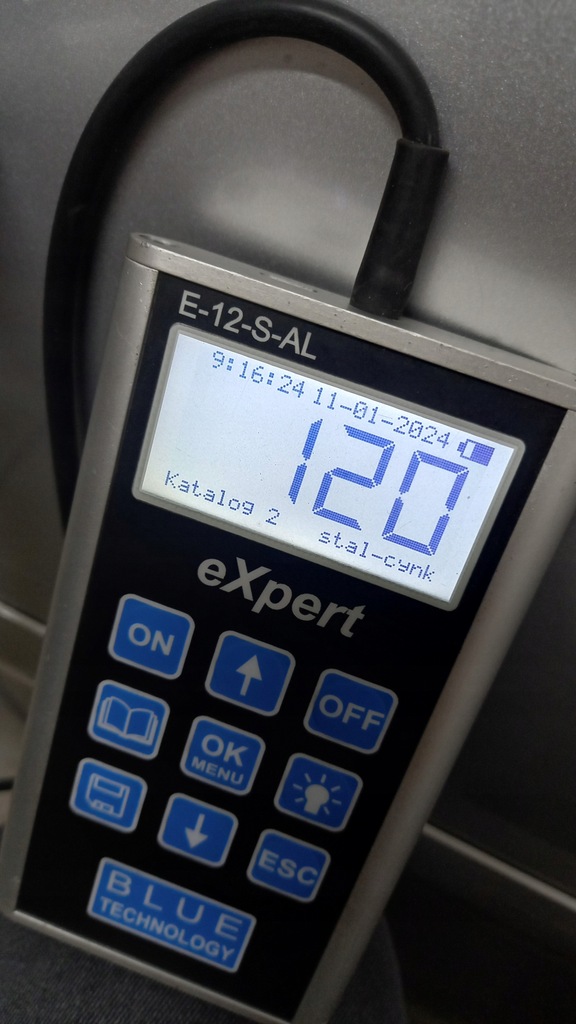 E-12-S-AL
9:16:24 11-01-2024
120
Katalog 2 stal-cynk
eXpert
ON
OFF
OK
MENU
ESC
BLUE
TECHNOLOGY